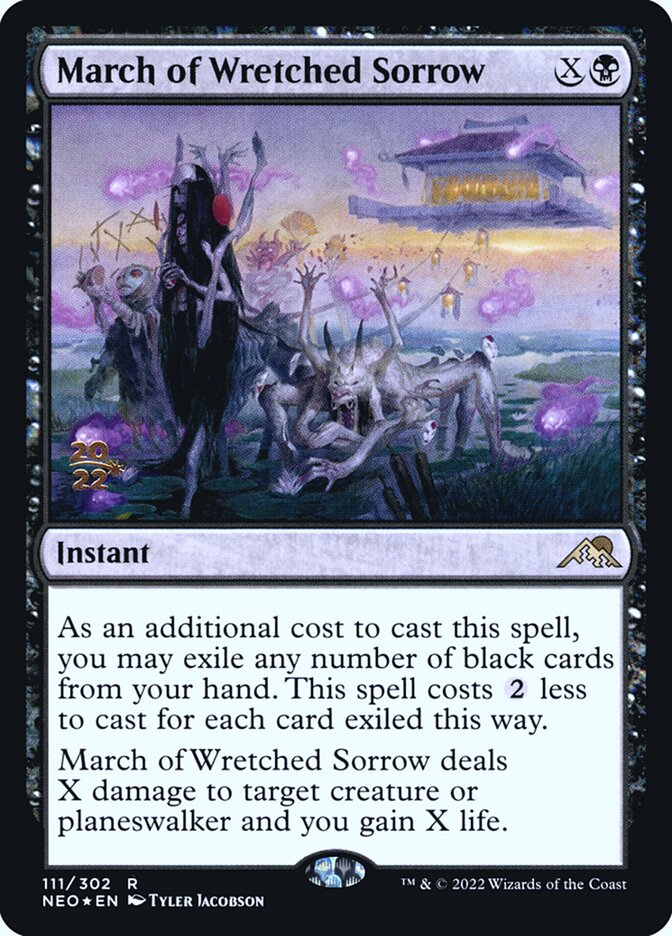 March of Wretched Sorrow X
20
22
Instant
As an additional cost to cast this spell,
you may exile any number of black cards
from your hand. This spell costs 2 less
to cast for each card exiled this way.
March of Wretched Sorrow deals
X damage to target creature or
planeswalker and you gain X life.
111/302 R
NEO★EN Tyler Jacobson
™ & © 2022 Wizards of the Coast